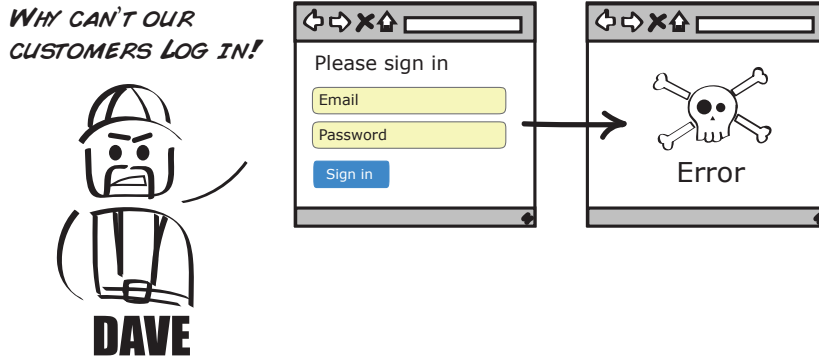 WHY CAN'T OUR
CUSTOMERS LOG IN!
DAVE
Please sign in
Email
Password
Sign in
Error